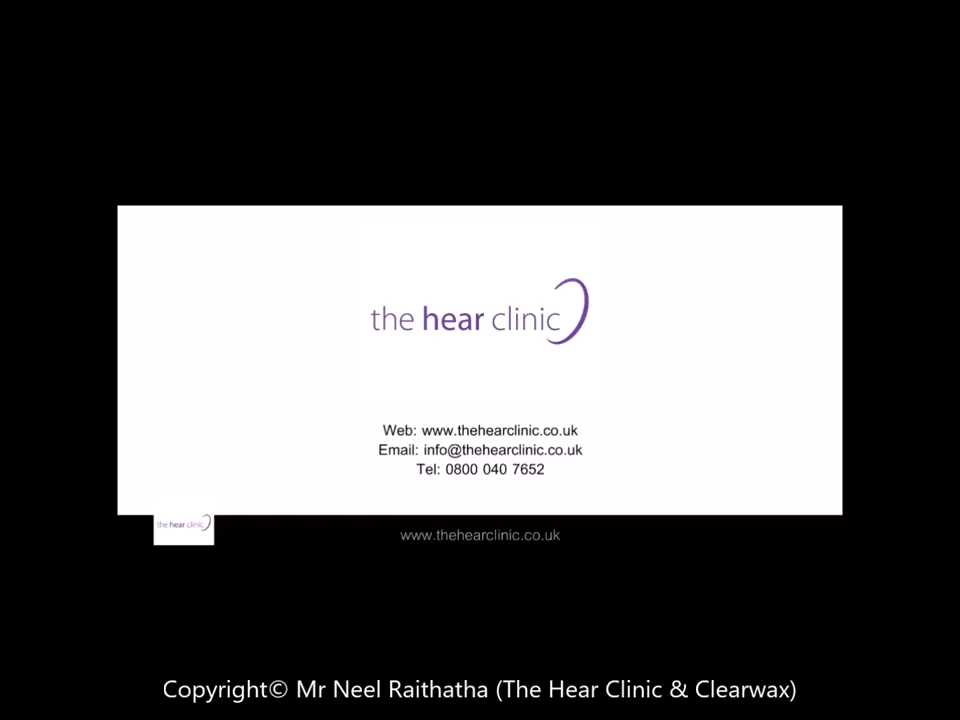 the hear clinic
Web: www.thehearclinic.co.uk
Email: info@thehearclinic.co.uk
Tel: 0800 040 7652
the hear clinic
www.thehearclinic.co.uk
Copyright© Mr Neel Raithatha (The Hear Clinic & Clearwax)